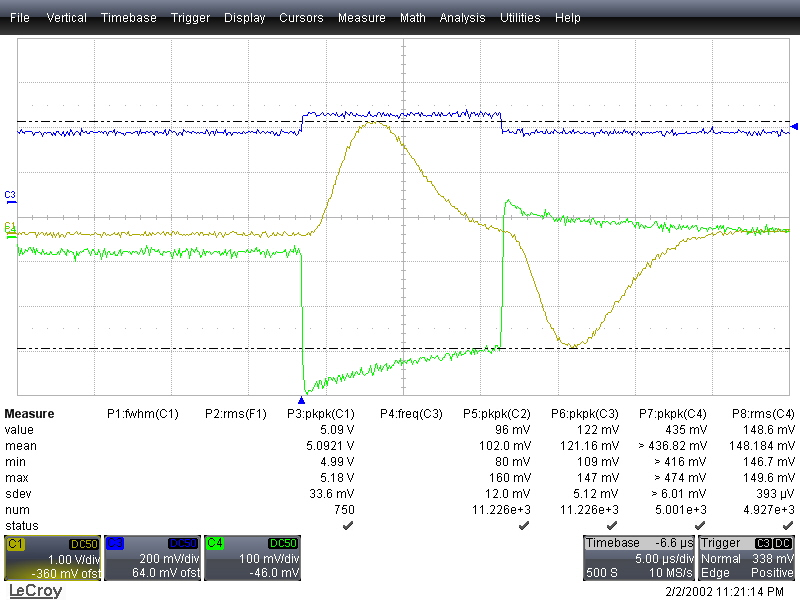 File Vertical Timebase Trigger Display Cursors Measure Math Analysis Utilities Help
C3
C1
Measure P1:fwhm(C1) P2:rms(F1) P3:pkpk(C1) P4:freq(C3) P5:pkpk(C2) P6:pkpk(C3) P7:pkpk(C4) P8:rms(C4)
value 5.09 V 96 mV 122 mV 435 mV 148.6 mV
mean 5.0921 V 102.0 mV 121.16 mV > 436.82 mV 148.184 mV
min 4.99 V 80 mV 109 mV > 416 mV 146.7 mV
max 5.18 V 160 mV 147 mV > 474 mV 149.6 mV
sdev 33.6 mV 12.0 mV 5.12 mV > 6.01 mV 393 µV
num 750 11.226e+3 11.226e+3 5.001e+3 4.927e+3
status
C1 DC50 C4 DC50 Timebase -6.6 µs Trigger C3 DC
1.00 V/div 200 mV/div 100 mV/div 5.00 µs/div Normal 338 mV
-360 mV ofst 64.0 mV ofst -46.0 mV 500 S 10 MS/s Edge Positive
LeCroy 2/2/2002 11:21:14 PM